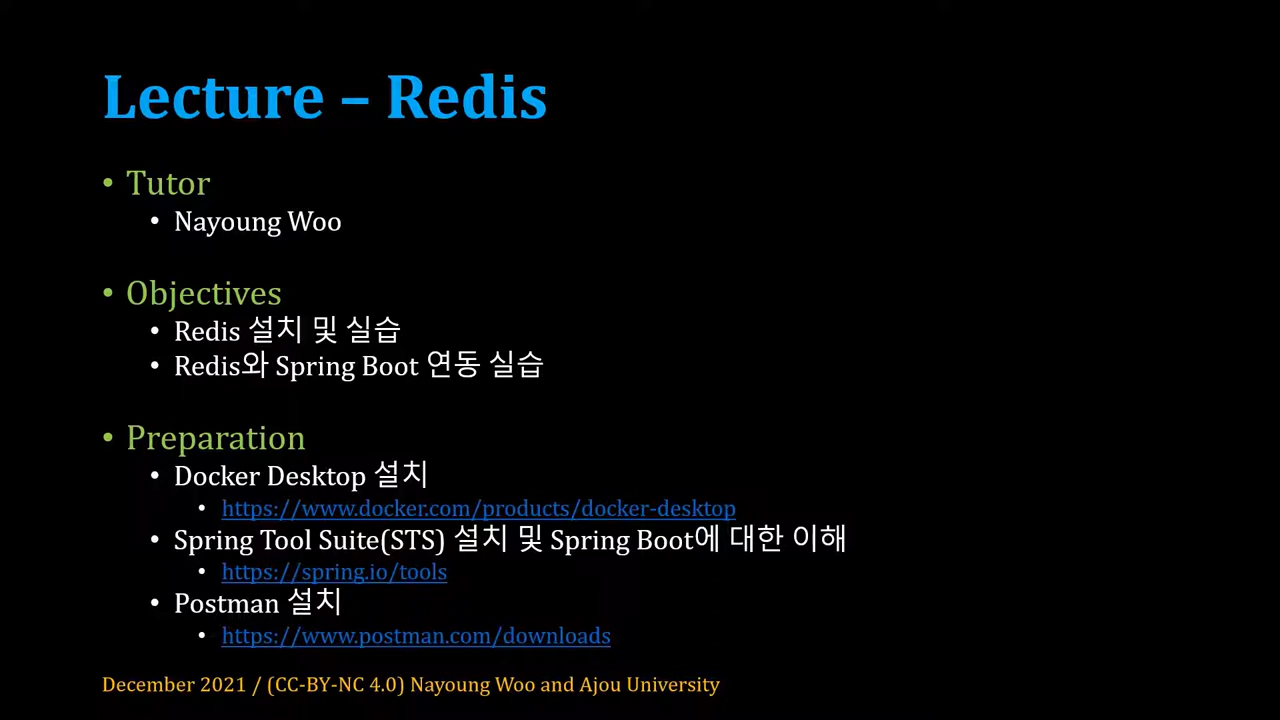 Lecture – Redis
• Tutor
• Nayoung Woo
• Objectives
• Redis 설치 및 실습
• Redis와 Spring Boot 연동 실습
• Preparation
• Docker Desktop 설치
• https://www.docker.com/products/docker-desktop
• Spring Tool Suite(STS) 설치 및 Spring Boot에 대한 이해
• https://spring.io/tools
• Postman 설치
• https://www.postman.com/downloads
December 2021 / (CC-BY-NC 4.0) Nayoung Woo and Ajou University